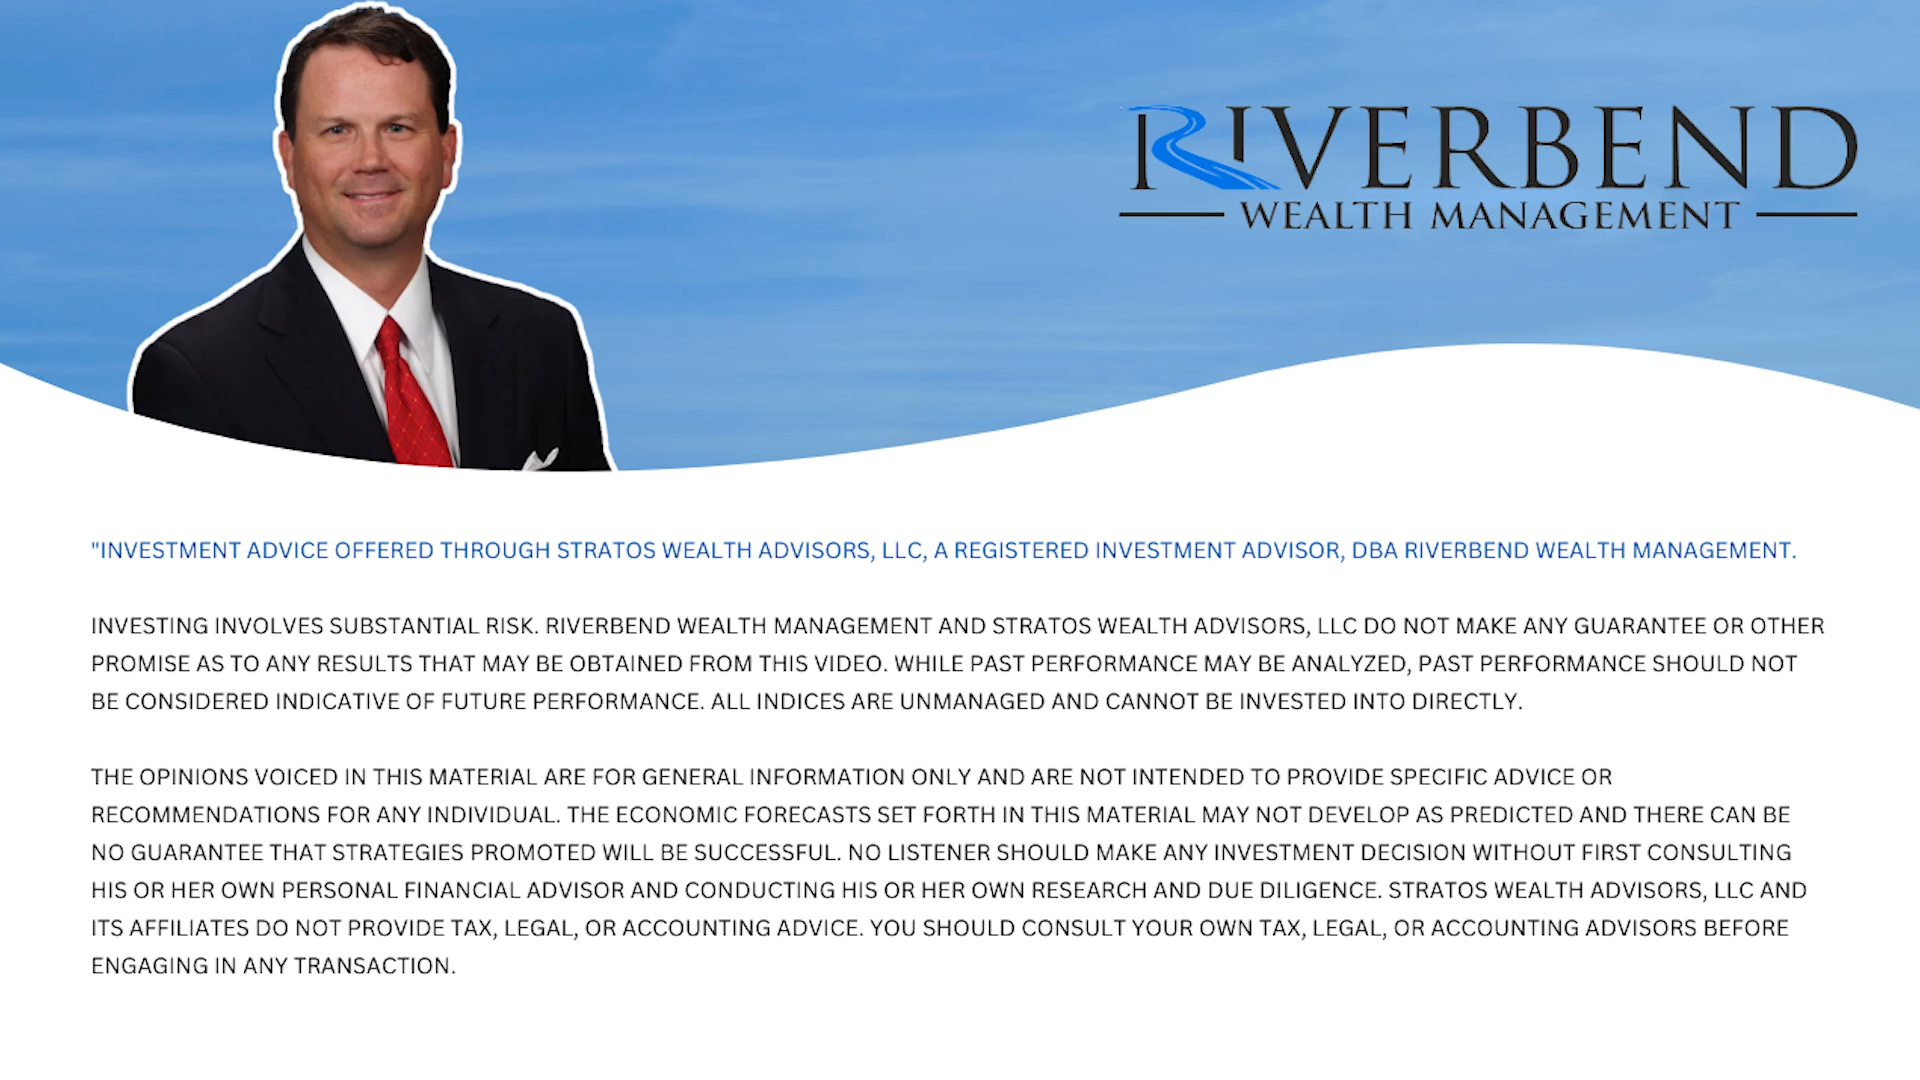 RIVERBEND
WEALTH MANAGEMENT
"INVESTMENT ADVICE OFFERED THROUGH STRATOS WEALTH ADVISORS, LLC, A REGISTERED INVESTMENT ADVISOR, DBA RIVERBEND WEALTH MANAGEMENT.
INVESTING INVOLVES SUBSTANTIAL RISK. RIVERBEND WEALTH MANAGEMENT AND STRATOS WEALTH ADVISORS, LLC DO NOT MAKE ANY GUARANTEE OR OTHER
PROMISE AS TO ANY RESULTS THAT MAY BE OBTAINED FROM THIS VIDEO. WHILE PAST PERFORMANCE MAY BE ANALYZED, PAST PERFORMANCE SHOULD NOT
BE CONSIDERED INDICATIVE OF FUTURE PERFORMANCE. ALL INDICES ARE UNMANAGED AND CANNOT BE INVESTED INTO DIRECTLY.
THE OPINIONS VOICED IN THIS MATERIAL ARE FOR GENERAL INFORMATION ONLY AND ARE NOT INTENDED TO PROVIDE SPECIFIC ADVICE OR
RECOMMENDATIONS FOR ANY INDIVIDUAL. THE ECONOMIC FORECASTS SET FORTH IN THIS MATERIAL MAY NOT DEVELOP AS PREDICTED AND THERE CAN BE
NO GUARANTEE THAT STRATEGIES PROMOTED WILL BE SUCCESSFUL. NO LISTENER SHOULD MAKE ANY INVESTMENT DECISION WITHOUT FIRST CONSULTING
HIS OR HER OWN PERSONAL FINANCIAL ADVISOR AND CONDUCTING HIS OR HER OWN RESEARCH AND DUE DILIGENCE. STRATOS WEALTH ADVISORS, LLC AND
ITS AFFILIATES DO NOT PROVIDE TAX, LEGAL, OR ACCOUNTING ADVICE. YOU SHOULD CONSULT YOUR OWN TAX, LEGAL, OR ACCOUNTING ADVISORS BEFORE
ENGAGING IN ANY TRANSACTION.